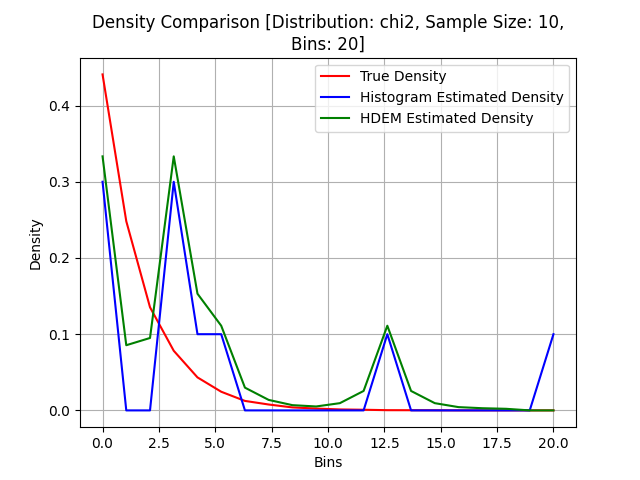 Density Comparison [Distribution: chi2, Sample Size: 10,
Bins: 20]
True Density
Histogram Estimated Density
HDEM Estimated Density
Density
0.4
0.3
0.2
0.1
0.0
0.0 2.5 5.0 7.5 10.0 12.5 15.0 17.5 20.0
Bins